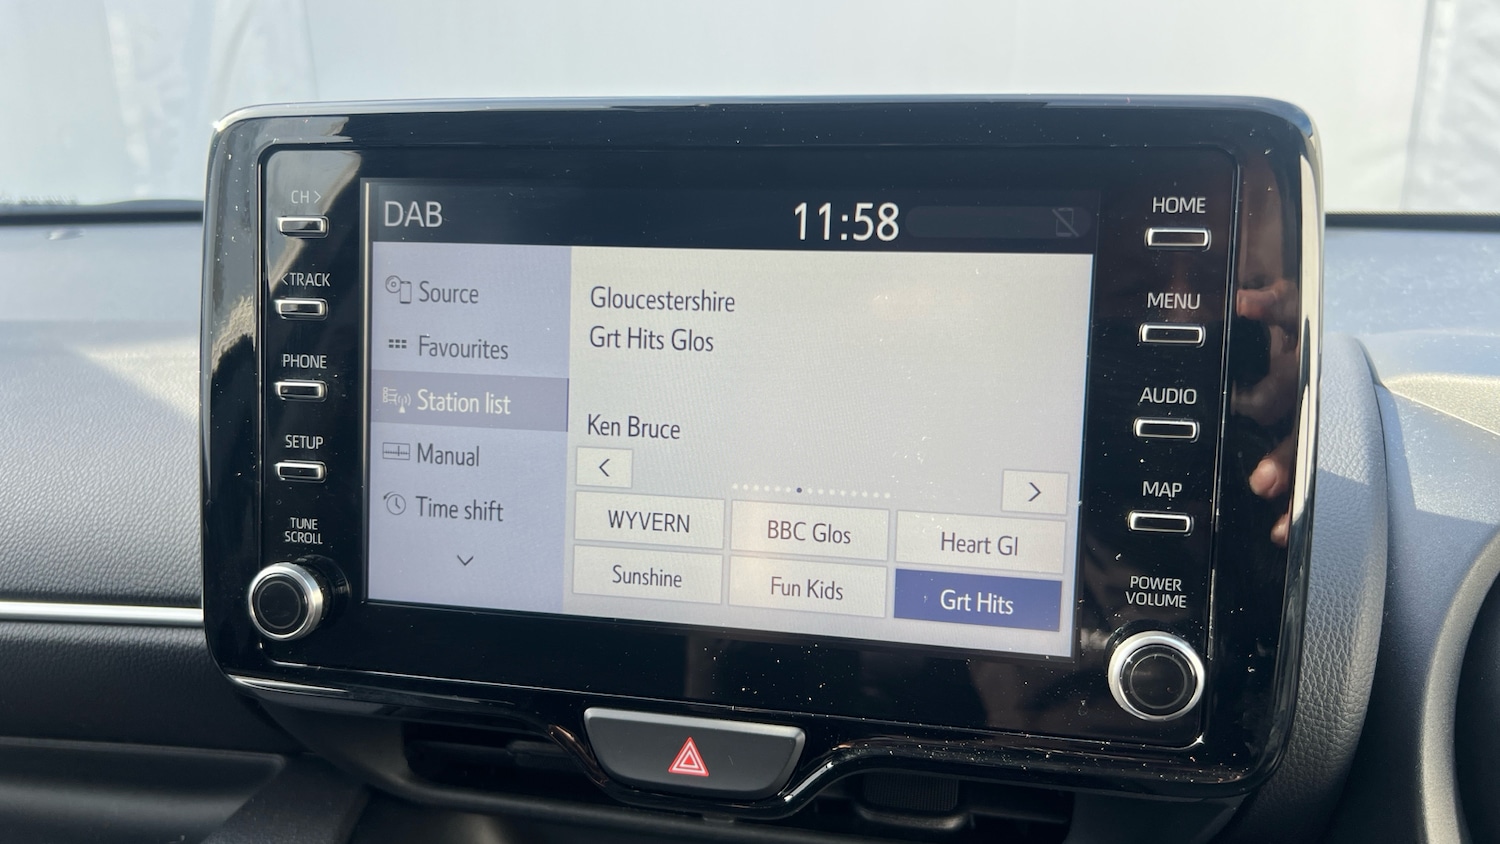 CH>
<TRACK
PHONE
SETUP
TUNE
SCROLL
DAB
11:58
Source
Favourites
Station list
Manual
Time shift
Gloucestershire
Grt Hits Glos
Ken Bruce
<
>
WYVERN
BBC Glos
Heart Gl
Sunshine
Fun Kids
Grt Hits
HOME
MENU
AUDIO
MAP
POWER
VOLUME